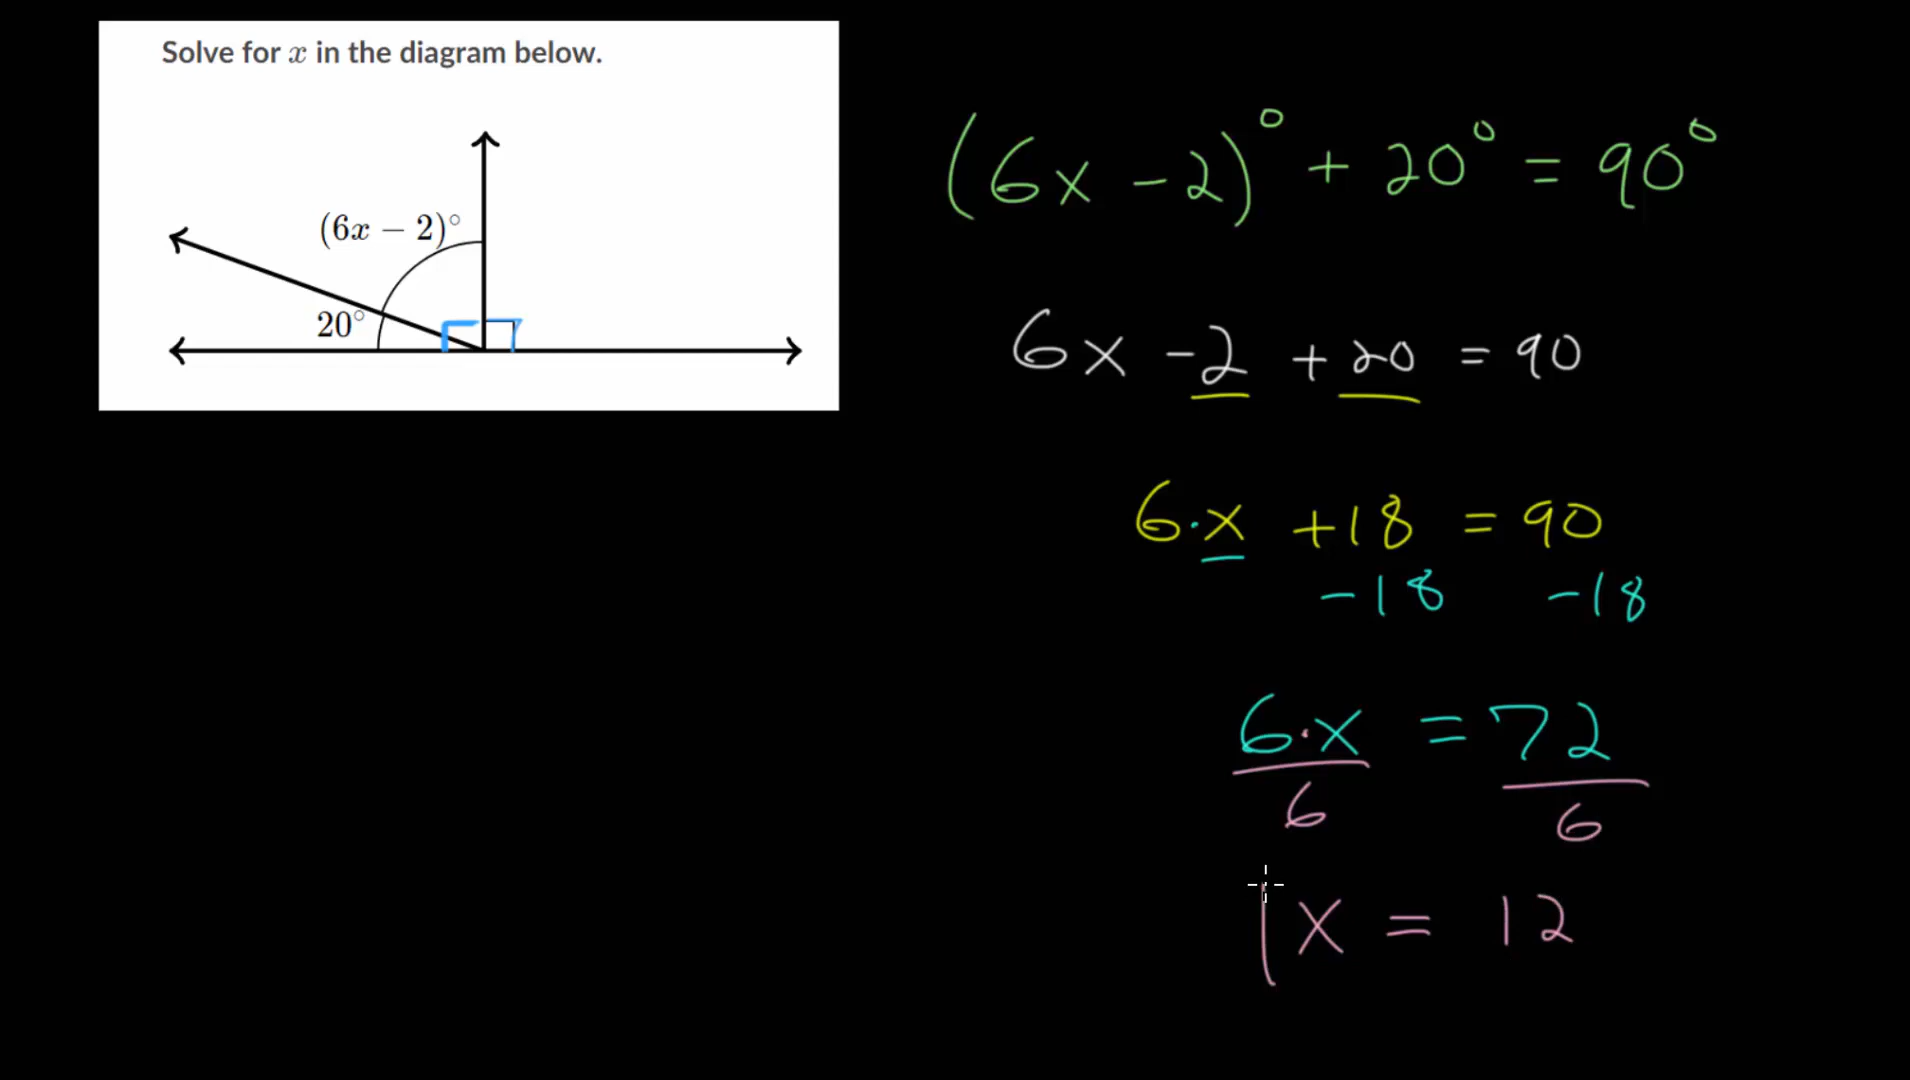 Solve for x in the diagram below.
(6x − 2)°
20°
(6x − 2)° + 20° = 90°
6x − 2 + 20 = 90
6·x + 18 = 90
−18 −18
6·x = 72
6 6
x = 12